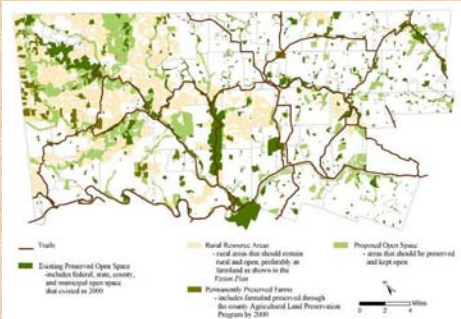 Trails
Existing Preserved Open Space
-includes federal, state, county,
and municipal open space
that existed in 2000
Rural Resource Areas
- rural areas that should remain
rural and open, preferably as
farmland as shown in the
Vision Plan
Permanently Preserved Farms
- includes farmland preserved through
the county Agricultural Land Preservation
Program by 2000
Proposed Open Space
- areas that should be preserved
and kept open
0 2 4 Miles